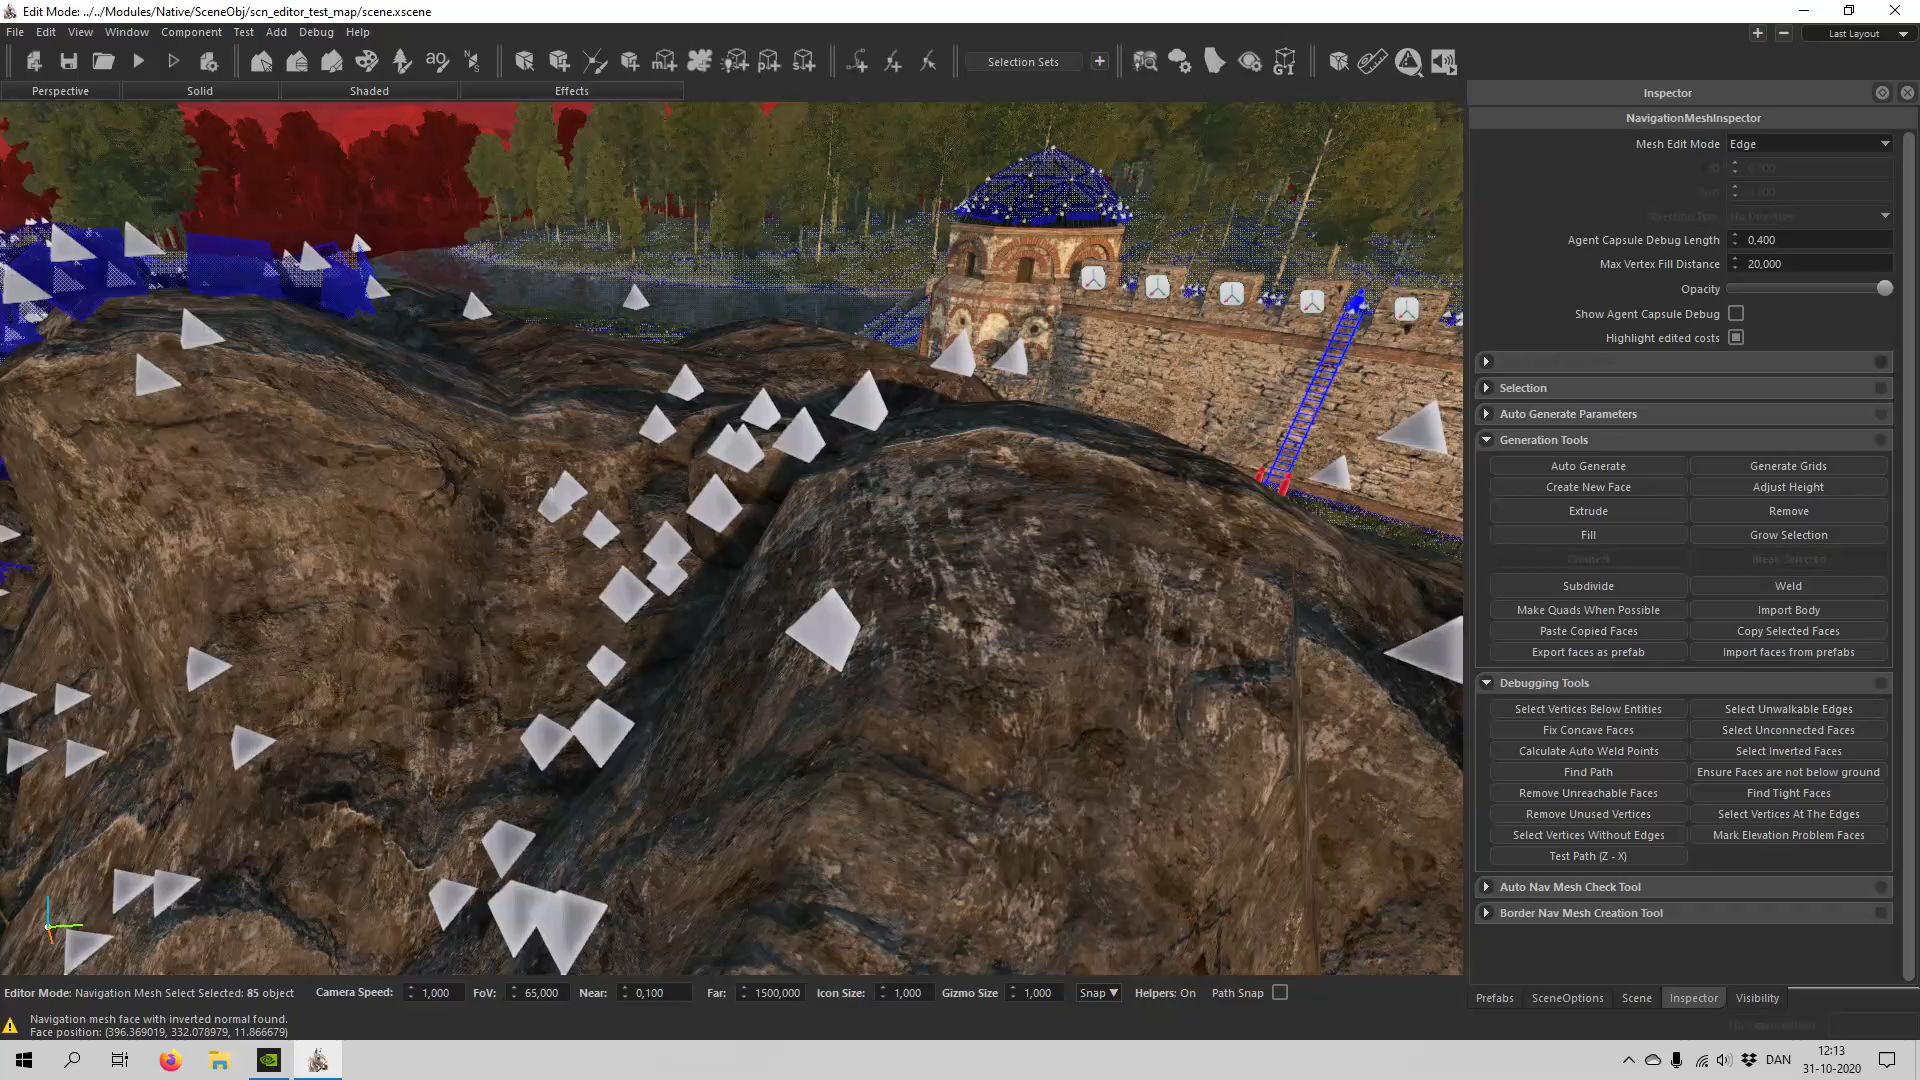 Edit Mode: ../../Modules/Native/SceneObj/scn_editor_test_map/scene.xscene
File Edit View Window Component Test Add Debug Help
Last Layout
Selection Sets
Perspective Solid Shaded Effects
Inspector
NavigationMeshInspector
Mesh Edit Mode Edge
Agent Capsule Debug Length 0,400
Max Vertex Fill Distance 20,000
Opacity
Show Agent Capsule Debug
Highlight edited costs
Selection
Auto Generate Parameters
Generation Tools
Auto Generate Generate Grids
Create New Face Adjust Height
Extrude Remove
Fill Grow Selection
Connect
Subdivide Weld
Make Quads When Possible Import Body
Paste Copied Faces Copy Selected Faces
Export faces as prefab Import faces from prefabs
Debugging Tools
Select Vertices Below Entities Select Unwalkable Edges
Fix Concave Faces Select Unconnected Faces
Calculate Auto Weld Points Select Inverted Faces
Find Path Ensure Faces are not below ground
Remove Unreachable Faces Find Tight Faces
Remove Unused Vertices Select Vertices At The Edges
Select Vertices Without Edges Mark Elevation Problem Faces
Test Path (Z - X)
Auto Nav Mesh Check Tool
Border Nav Mesh Creation Tool
Editor Mode: Navigation Mesh Select Selected: 85 object Camera Speed: 1,000 FoV: 65,000 Near: 0,100 Far: 1500,000 Icon Size: 1,000 Gizmo Size 1,000 Snap Helpers: On Path Snap
Prefabs SceneOptions Scene Inspector Visibility
Navigation mesh face with inverted normal found.
Face position: (396.369019, 332.078979, 11.866679)
DAN
12:13
31-10-2020